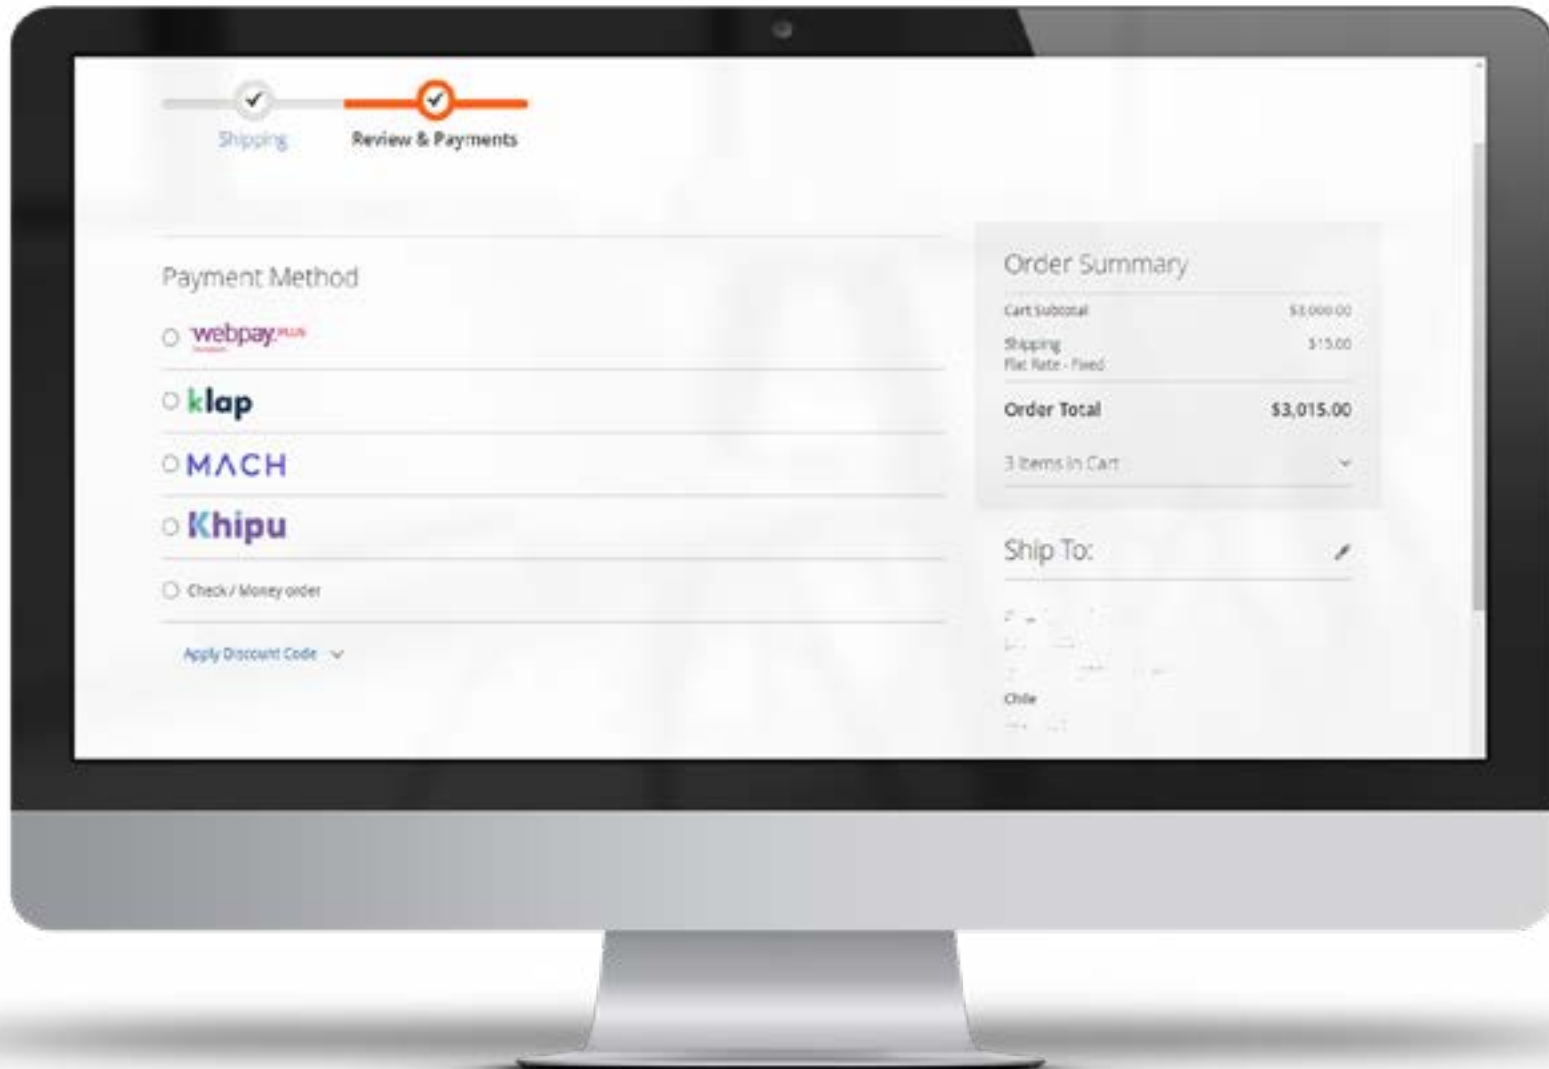 Shipping
Review & Payments
Payment Method
webpay. PLUS
klap
MACH
Khipu
Check / Money order
Apply Discount Code
Order Summary
Cart Subtotal $3,000.00
Shipping $15.00
Flat Rate - Fixed
Order Total $3,015.00
3 Items in Cart
Ship To:
Chile